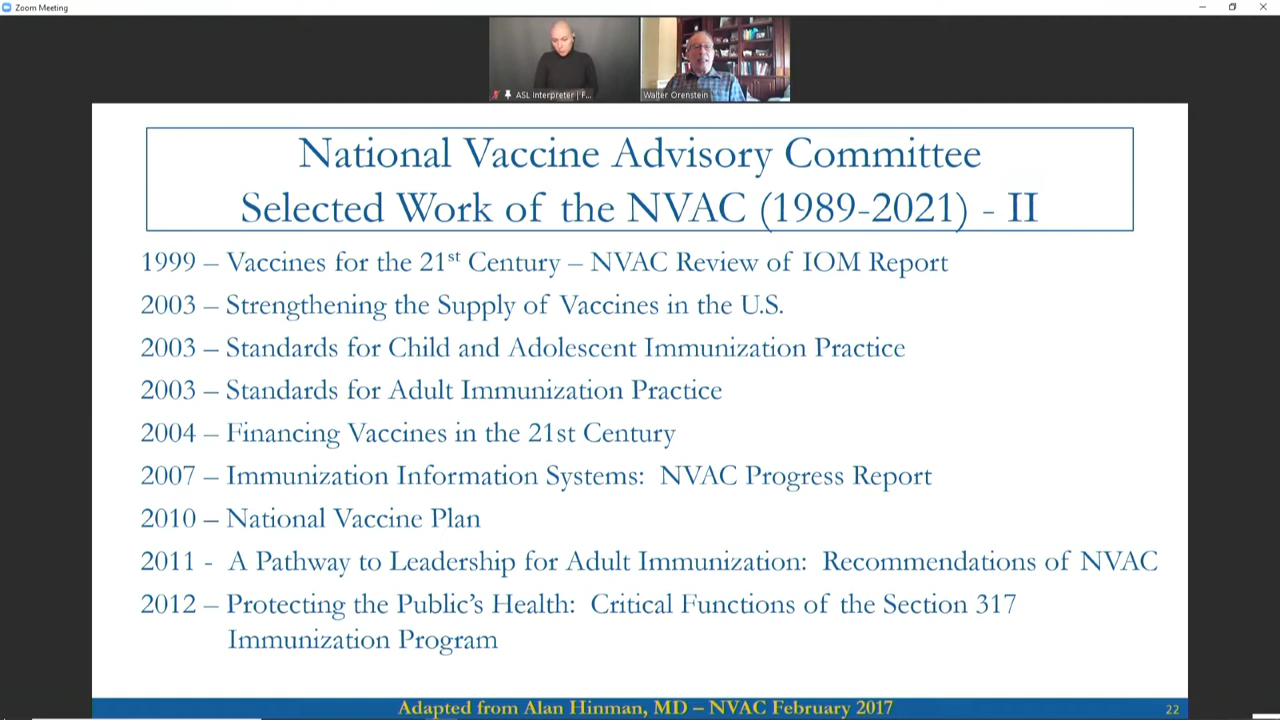 Zoom Meeting
ASL Interpreter | F...
Walter Orenstein
National Vaccine Advisory Committee
Selected Work of the NVAC (1989-2021) - II
1999 – Vaccines for the 21st Century – NVAC Review of IOM Report
2003 – Strengthening the Supply of Vaccines in the U.S.
2003 – Standards for Child and Adolescent Immunization Practice
2003 – Standards for Adult Immunization Practice
2004 – Financing Vaccines in the 21st Century
2007 – Immunization Information Systems: NVAC Progress Report
2010 – National Vaccine Plan
2011 - A Pathway to Leadership for Adult Immunization: Recommendations of NVAC
2012 – Protecting the Public's Health: Critical Functions of the Section 317
Immunization Program
Adapted from Alan Hinman, MD – NVAC February 2017
22